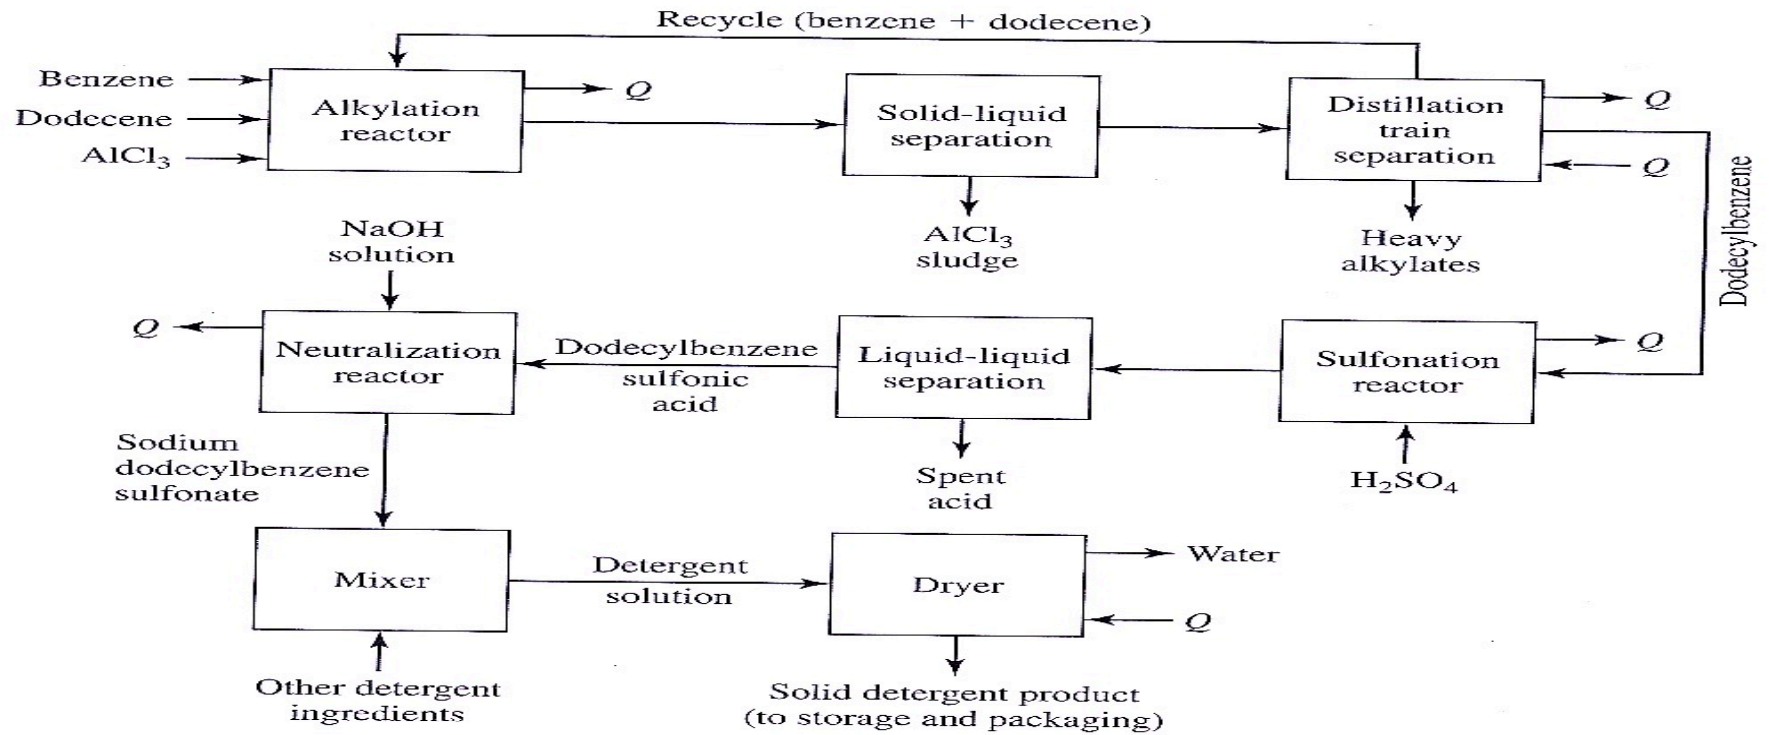 Recycle (benzene + dodecene)
Benzene
Dodecene
AlCl3
Alkylation
reactor
Q
Solid-liquid
separation
Distillation
train
separation
Q
Q
AlCl3
sludge
Heavy
alkylates
Dodecylbenzene
NaOH
solution
Q
Neutralization
reactor
Dodecylbenzene
sulfonic
acid
Liquid-liquid
separation
Sulfonation
reactor
Q
Spent
acid
H2SO4
Sodium
dodecylbenzene
sulfonate
Mixer
Detergent
solution
Dryer
Water
Q
Other detergent
ingredients
Solid detergent product
(to storage and packaging)